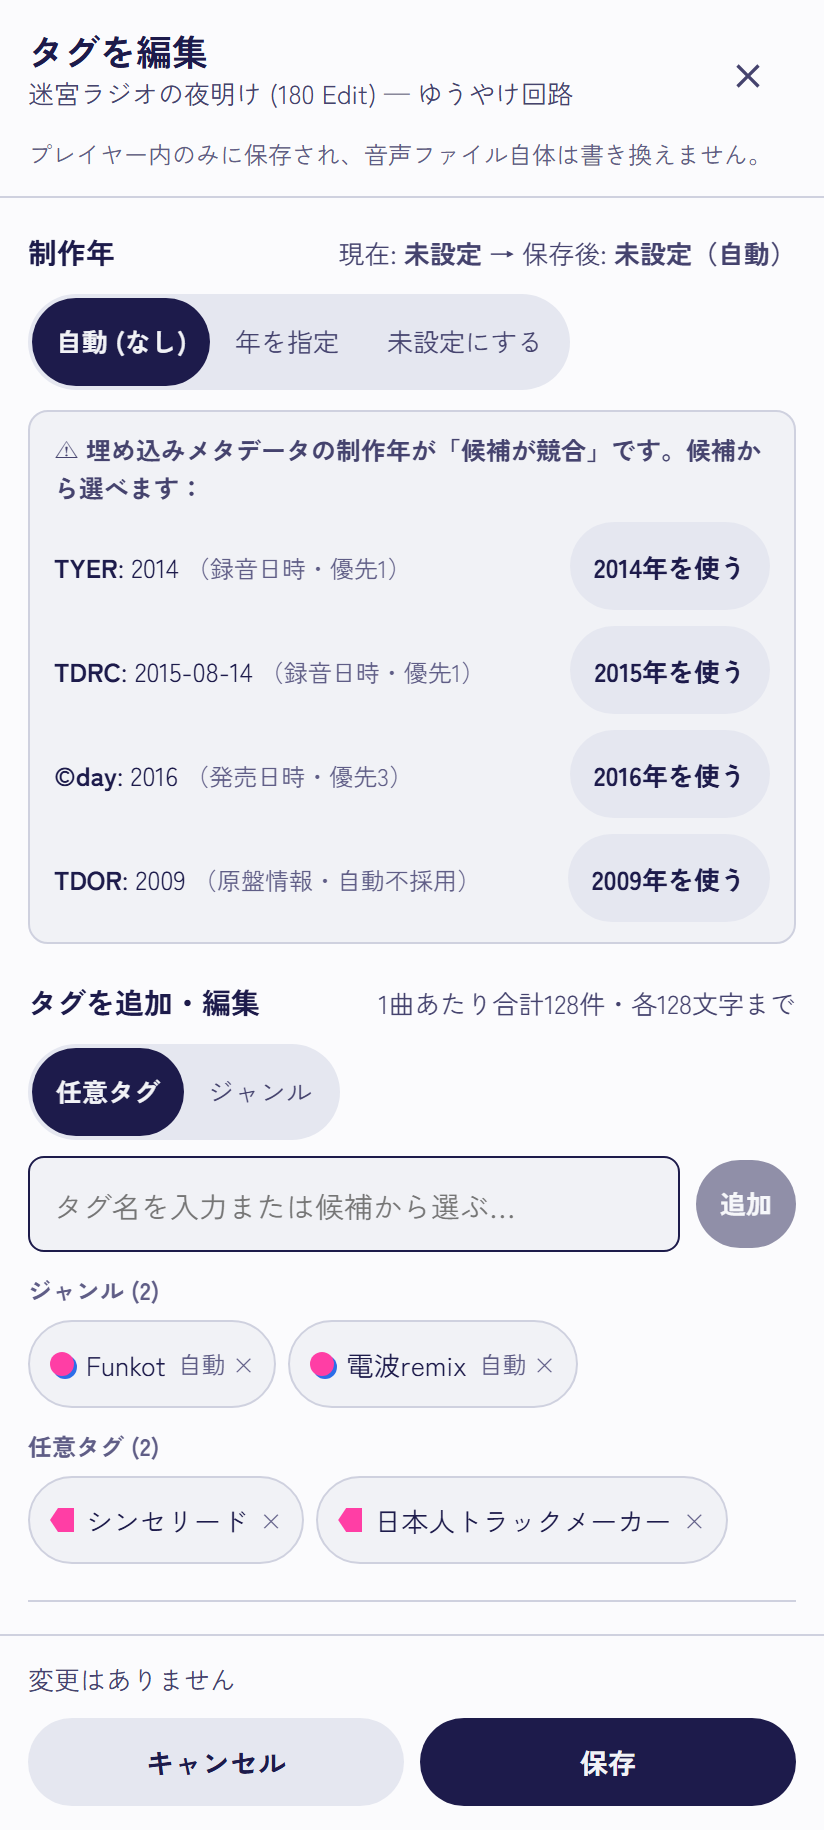 タグを編集
迷宮ラジオの夜明け (180 Edit) — ゆうやけ回路
プレイヤー内のみに保存され、音声ファイル自体は書き換えません。
制作年
現在: 未設定 → 保存後: 未設定（自動）
自動 (なし) 年を指定 未設定にする
⚠ 埋め込みメタデータの制作年が「候補が競合」です。候補か
ら選べます：
TYER: 2014 （録音日時・優先1） 2014年を使う
TDRC: 2015-08-14 （録音日時・優先1） 2015年を使う
©day: 2016 （発売日時・優先3） 2016年を使う
TDOR: 2009 （原盤情報・自動不採用） 2009年を使う
タグを追加・編集 1曲あたり合計128件・各128文字まで
任意タグ ジャンル
タグ名を入力または候補から選ぶ… 追加
ジャンル (2)
Funkot 自動 × 電波remix 自動 ×
任意タグ (2)
シンセリード × 日本人トラックメーカー ×
変更はありません
キャンセル 保存